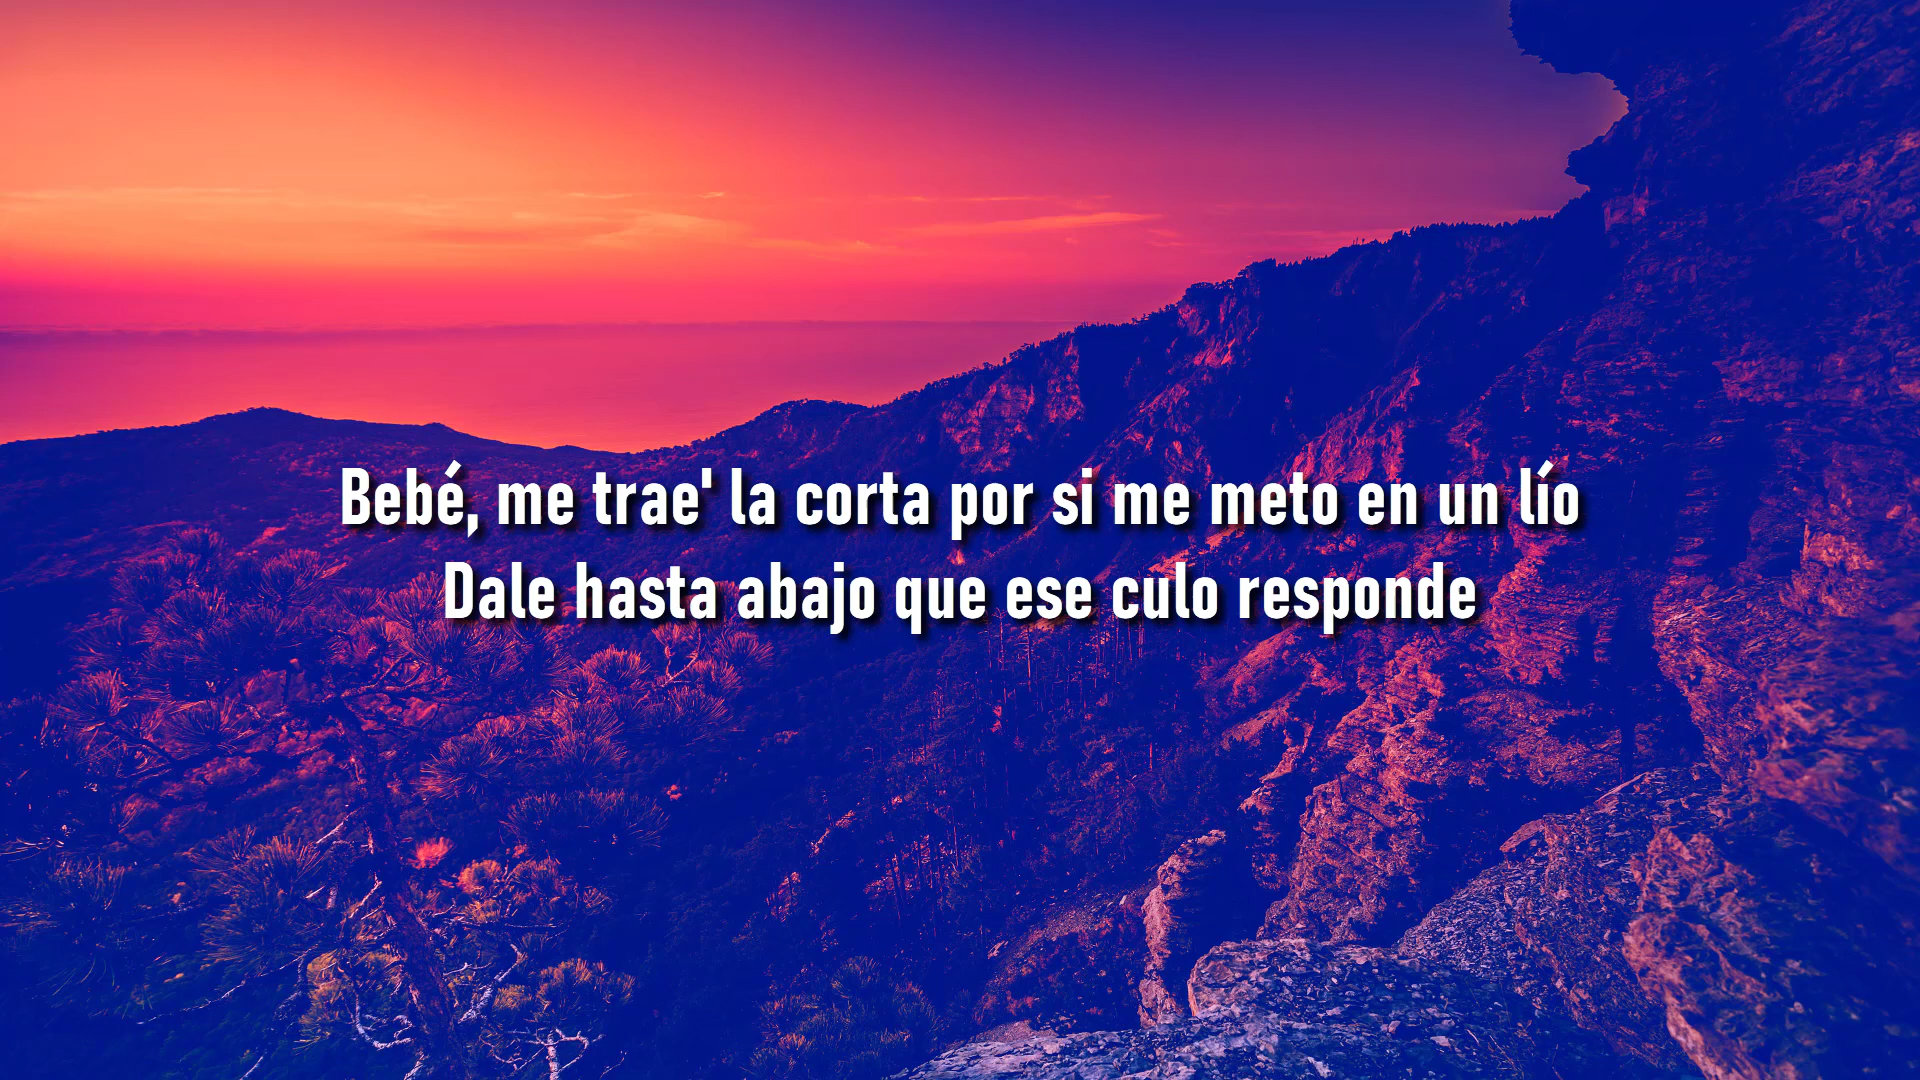 Bebé, me trae' la corta por si me meto en un lío
Dale hasta abajo que ese culo responde